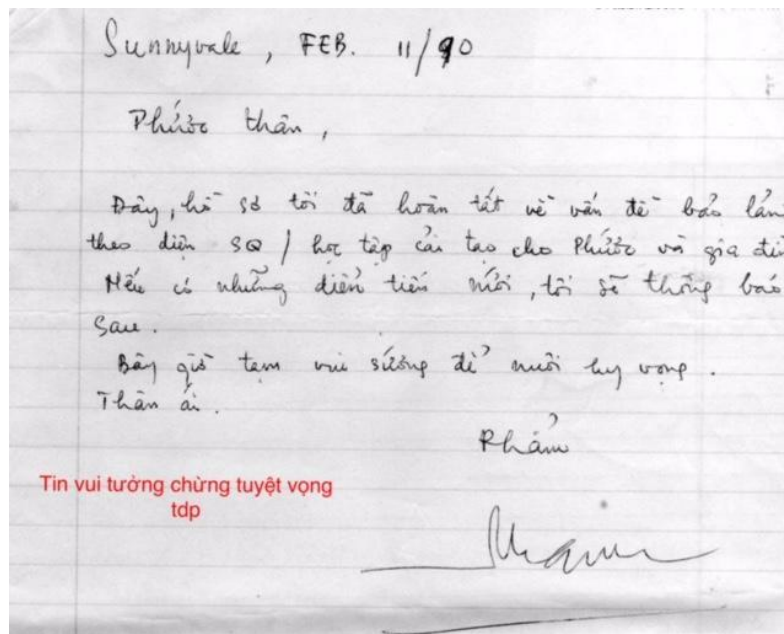 Sunnyvale, FEB. 11/90
Phước thân,
Đây, hồ sơ tôi đã hoàn tất về vấn đề bảo lãn
theo diện SQ / học tập cải tạo cho Phước và gia đì
Nếu có những diễn tiến mới, tôi sẽ thông báo
sau.
Bây giờ tạm vui sướng để nuôi hy vọng.
Thân ái.
Phẩm
Tin vui tưởng chừng tuyệt vọng
tdp